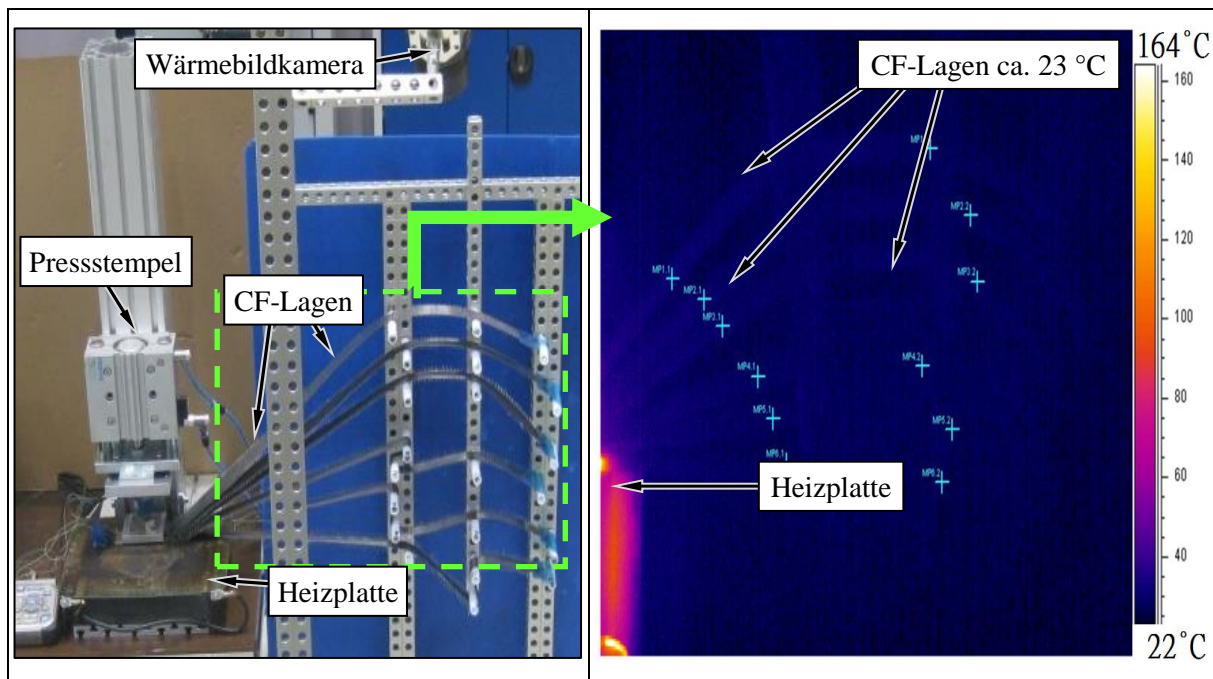 Wärmebildkamera
Pressstempel
CF-Lagen
Heizplatte
CF-Lagen ca. 23 °C
Heizplatte
164°C
160
140
120
100
80
60
40
22°C
MP2.2
MP3.2
MP1.1
MP2.1
MP3.1
MP4.2
MP4.1
MP5.1
MP5.2
MP6.1
MP6.2